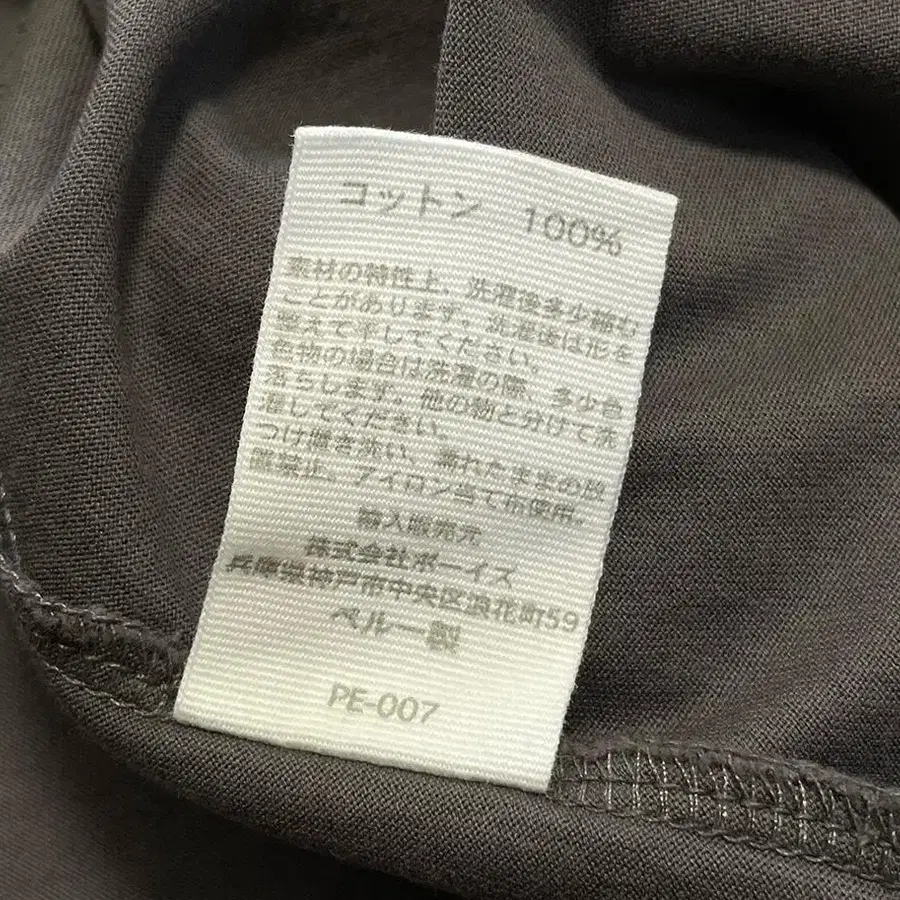 コットン 100%
素材の特性上、洗濯後多少縮む
ことがあります。洗濯後は形を
整えて干してください。
色物の場合は洗濯の際、多少色
落ちします。他の物と分けて洗
濯してください。
つけ置き洗い、濡れたままの放
置禁止。アイロン当て布使用。
輸入販売元
株式会社ボーイズ
兵庫県神戸市中央区浪花町59
ペルー製
PE-007